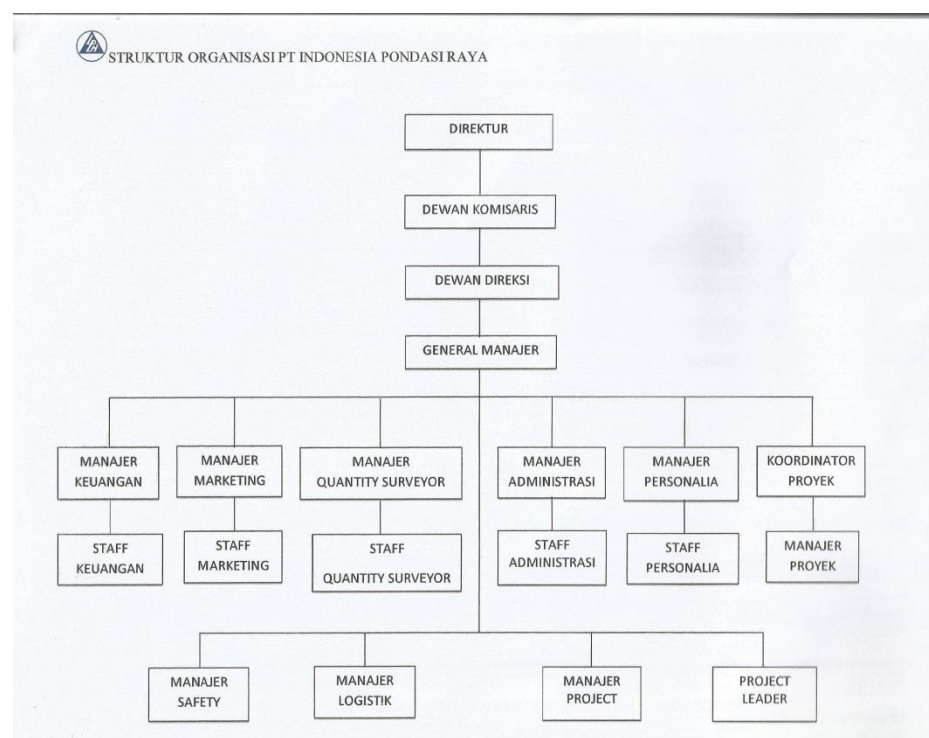 STRUKTUR ORGANISASI PT INDONESIA PONDASI RAYA
DIREKTUR
DEWAN KOMISARIS
DEWAN DIREKSI
GENERAL MANAJER
MANAJER
KEUANGAN
MANAJER
MARKETING
MANAJER
QUANTITY SURVEYOR
MANAJER
ADMINISTRASI
MANAJER
PERSONALIA
KOORDINATOR
PROYEK
STAFF
KEUANGAN
STAFF
MARKETING
STAFF
QUANTITY SURVEYOR
STAFF
ADMINISTRASI
STAFF
PERSONALIA
MANAJER
PROYEK
MANAJER
SAFETY
MANAJER
LOGISTIK
MANAJER
PROJECT
PROJECT
LEADER